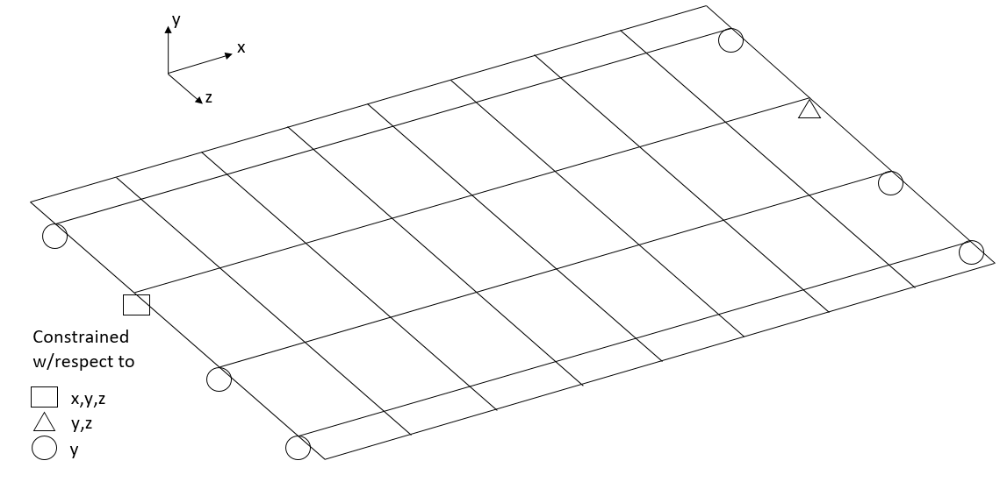 y
x
z
Constrained
w/respect to
x,y,z
y,z
y